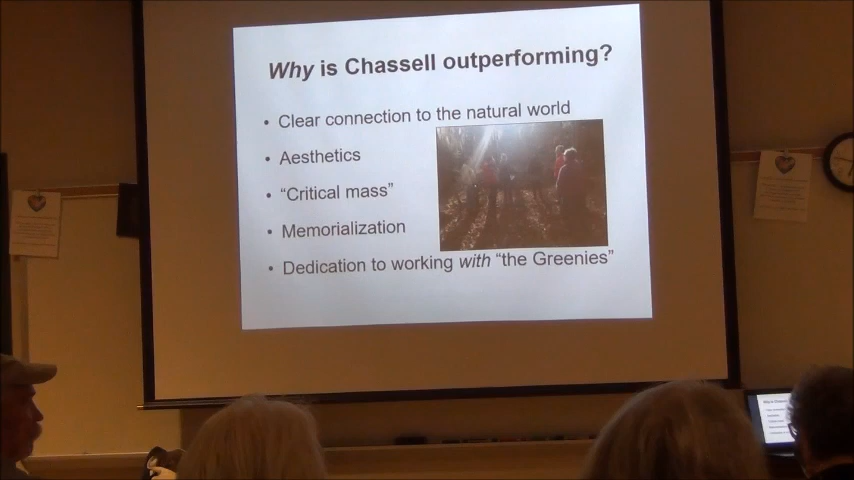 Why is Chassell outperforming?
• Clear connection to the natural world
• Aesthetics
• “Critical mass”
• Memorialization
• Dedication to working with “the Greenies”